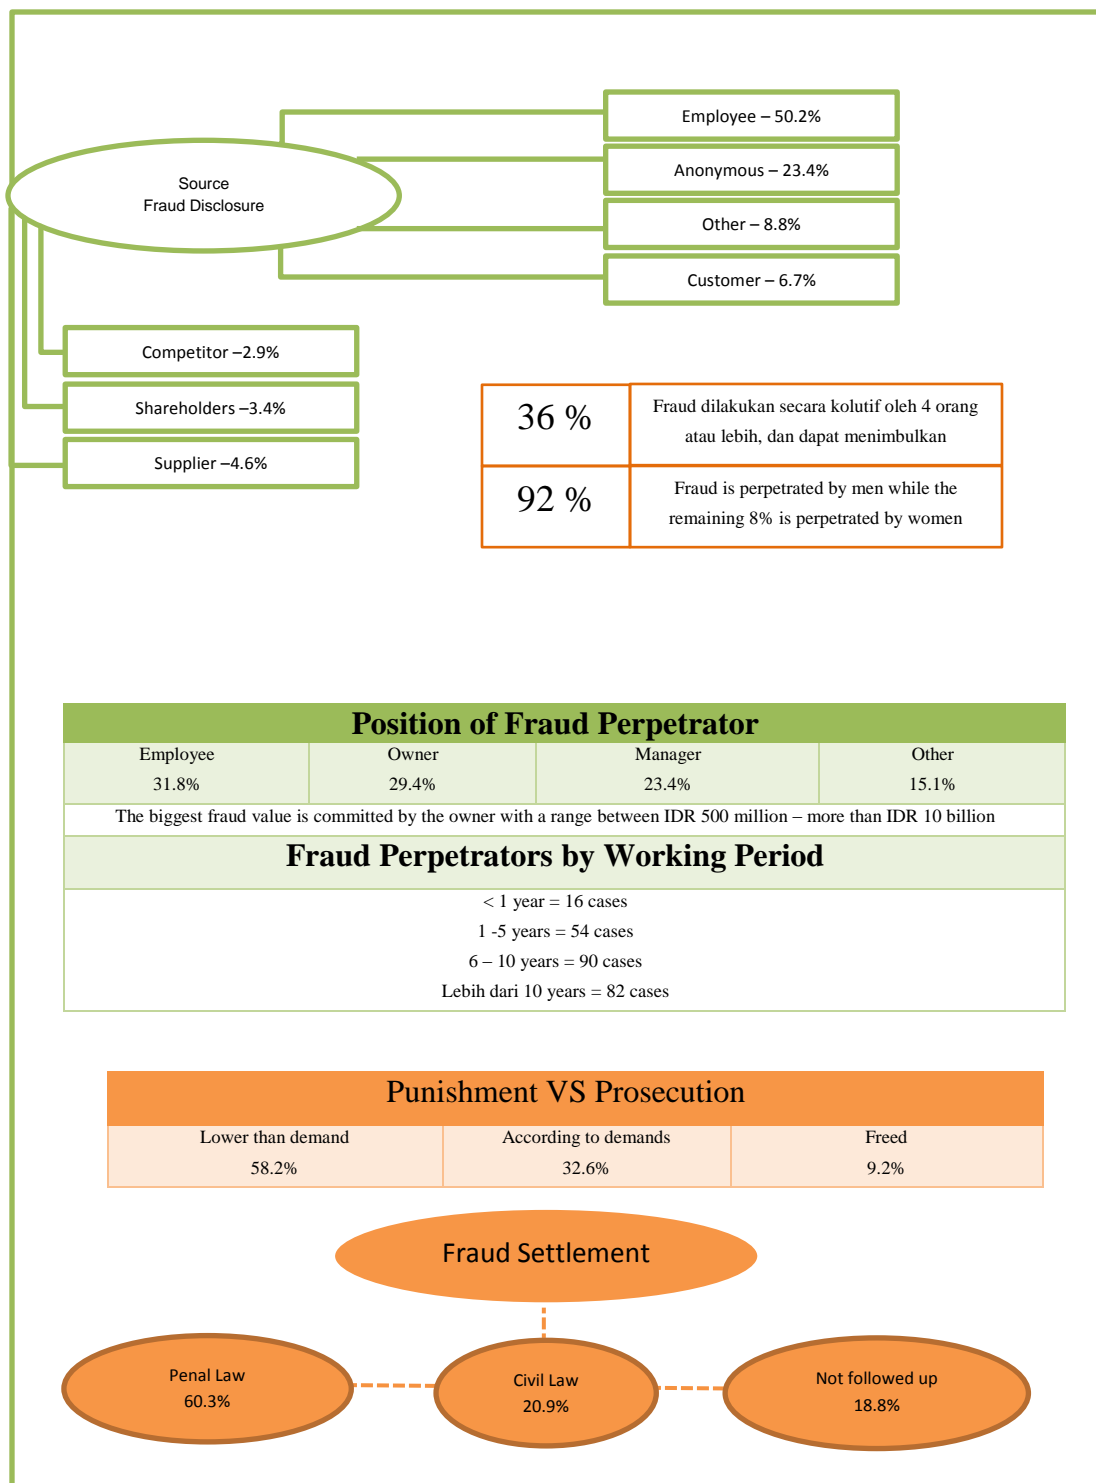 Source
Fraud Disclosure
Employee – 50.2%
Anonymous – 23.4%
Other – 8.8%
Customer – 6.7%
Competitor –2.9%
Shareholders –3.4%
Supplier –4.6%
36 %
Fraud dilakukan secara kolutif oleh 4 orang
atau lebih, dan dapat menimbulkan
92 %
Fraud is perpetrated by men while the
remaining 8% is perpetrated by women
Position of Fraud Perpetrator
Employee Owner Manager Other
31.8% 29.4% 23.4% 15.1%
The biggest fraud value is committed by the owner with a range between IDR 500 million – more than IDR 10 billion
Fraud Perpetrators by Working Period
< 1 year = 16 cases
1 -5 years = 54 cases
6 – 10 years = 90 cases
Lebih dari 10 years = 82 cases
Punishment VS Prosecution
Lower than demand According to demands Freed
58.2% 32.6% 9.2%
Fraud Settlement
Penal Law
60.3%
Civil Law
20.9%
Not followed up
18.8%